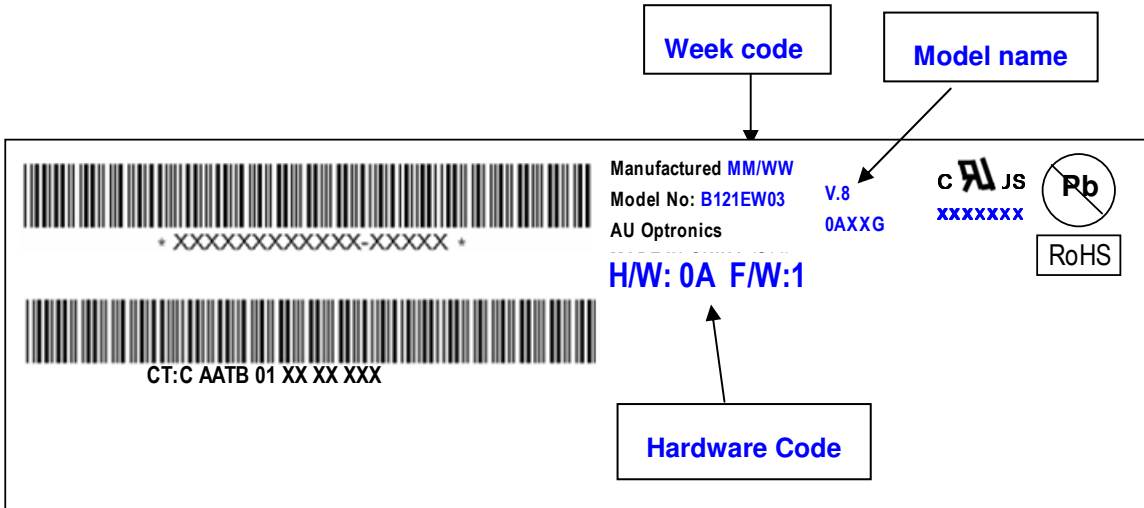 Week code
Model name
Manufactured MM/WW
Model No: B121EW03 V.8
AU Optronics 0AXXG
H/W: 0A F/W:1
* XXXXXXXXXXXX-XXXXX *
CT:C AATB 01 XX XX XXX
c JS
XXXXXXX
Pb
RoHS
Hardware Code